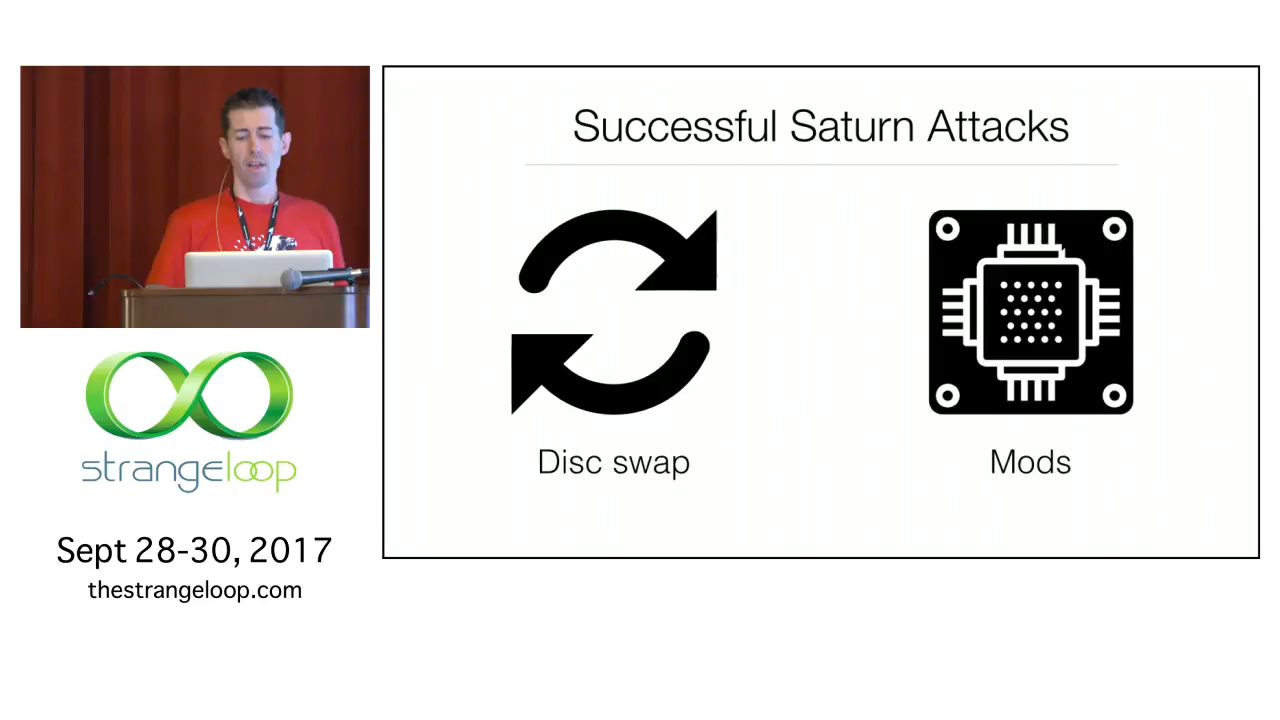 Successful Saturn Attacks
Disc swap
Mods
strangeloop
Sept 28-30, 2017
thestrangeloop.com